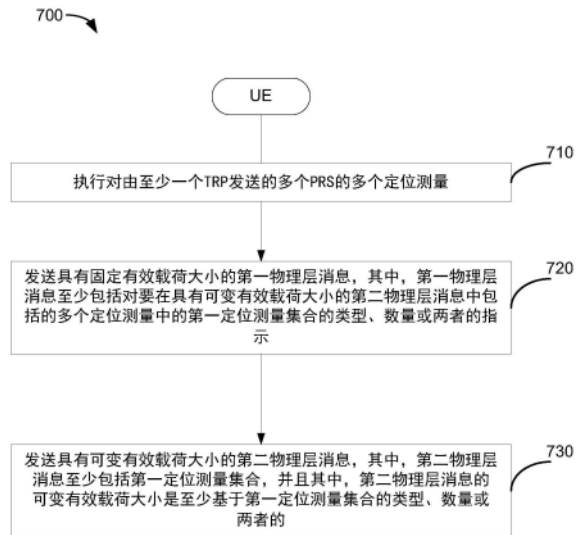 700
UE
710
执行对由至少一个TRP发送的多个PRS的多个定位测量
720
发送具有固定有效载荷大小的第一物理层消息，其中，第一物理层
消息至少包括对要在具有可变有效载荷大小的第二物理层消息中包
括的多个定位测量中的第一定位测量集合的类型、数量或两者的指
示
730
发送具有可变有效载荷大小的第二物理层消息，其中，第二物理层
消息至少包括第一定位测量集合，并且其中，第二物理层消息的
可变有效载荷大小是至少基于第一定位测量集合的类型、数量或
两者的